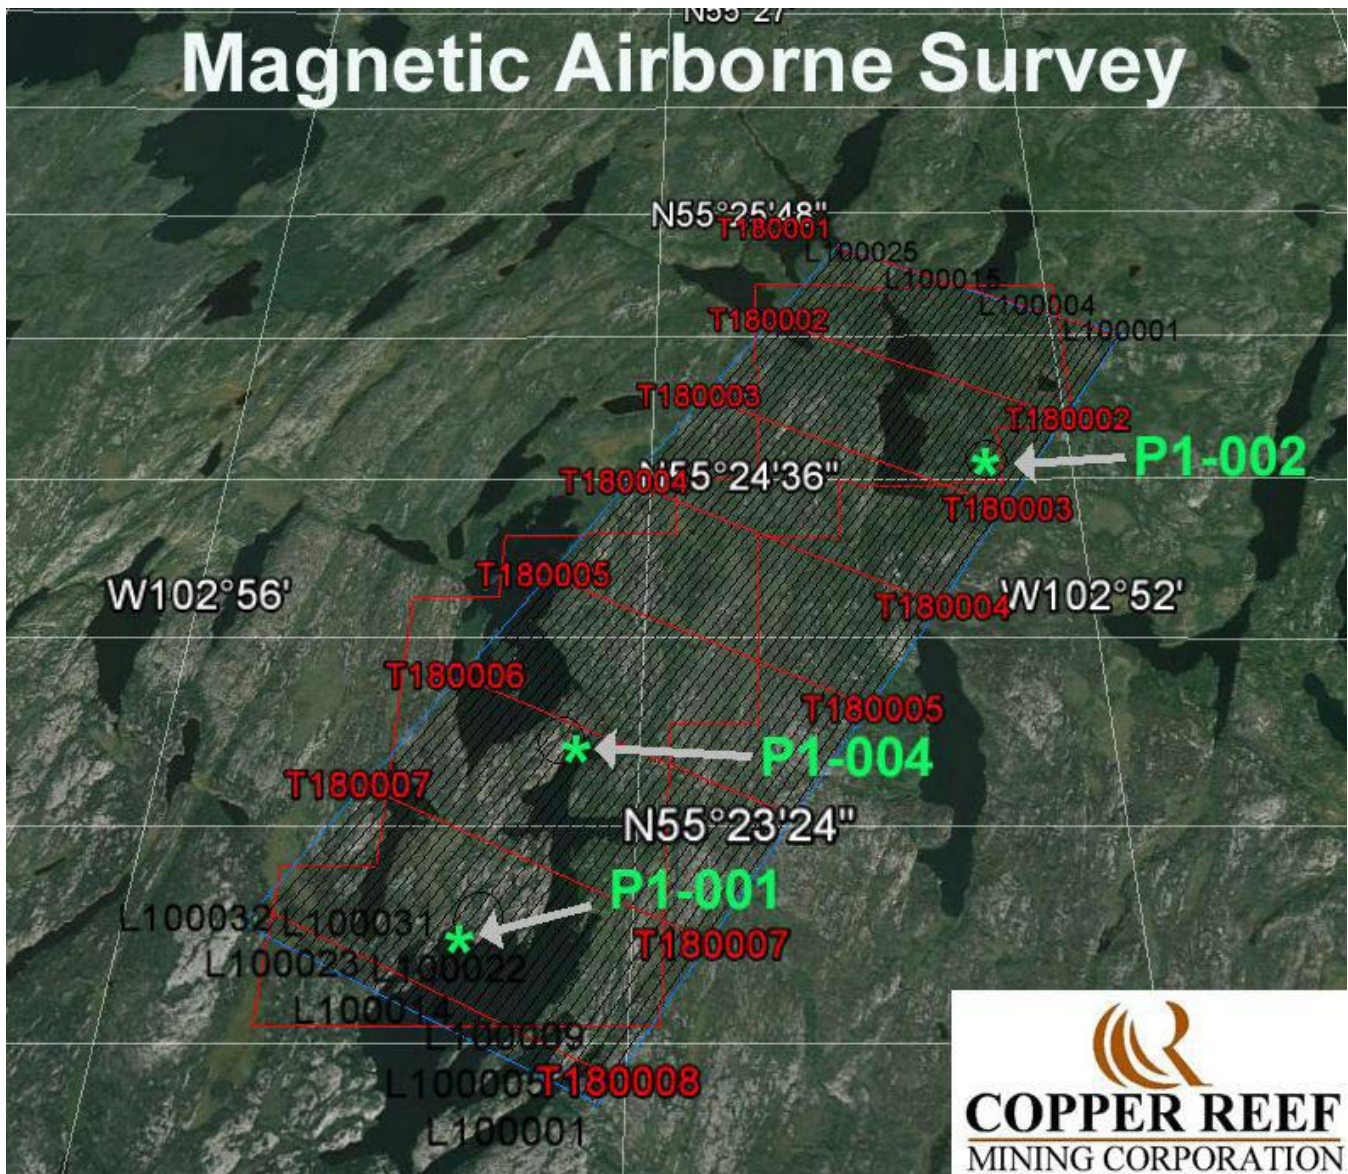 N55°27'
Magnetic Airborne Survey
N55°25'48"
T180001
L100025
L100015
L100004
L100001
T180002
T180003
T180002
P1-002
N55°24'36"
T180004
T180003
T180005
W102°56'
T180004
W102°52'
T180006
T180005
P1-004
T180007
N55°23'24"
P1-001
L100032
L100031
T180007
L100023
L100022
L100014
L100009
L100005
T180008
L100001
COPPER REEF
MINING CORPORATION